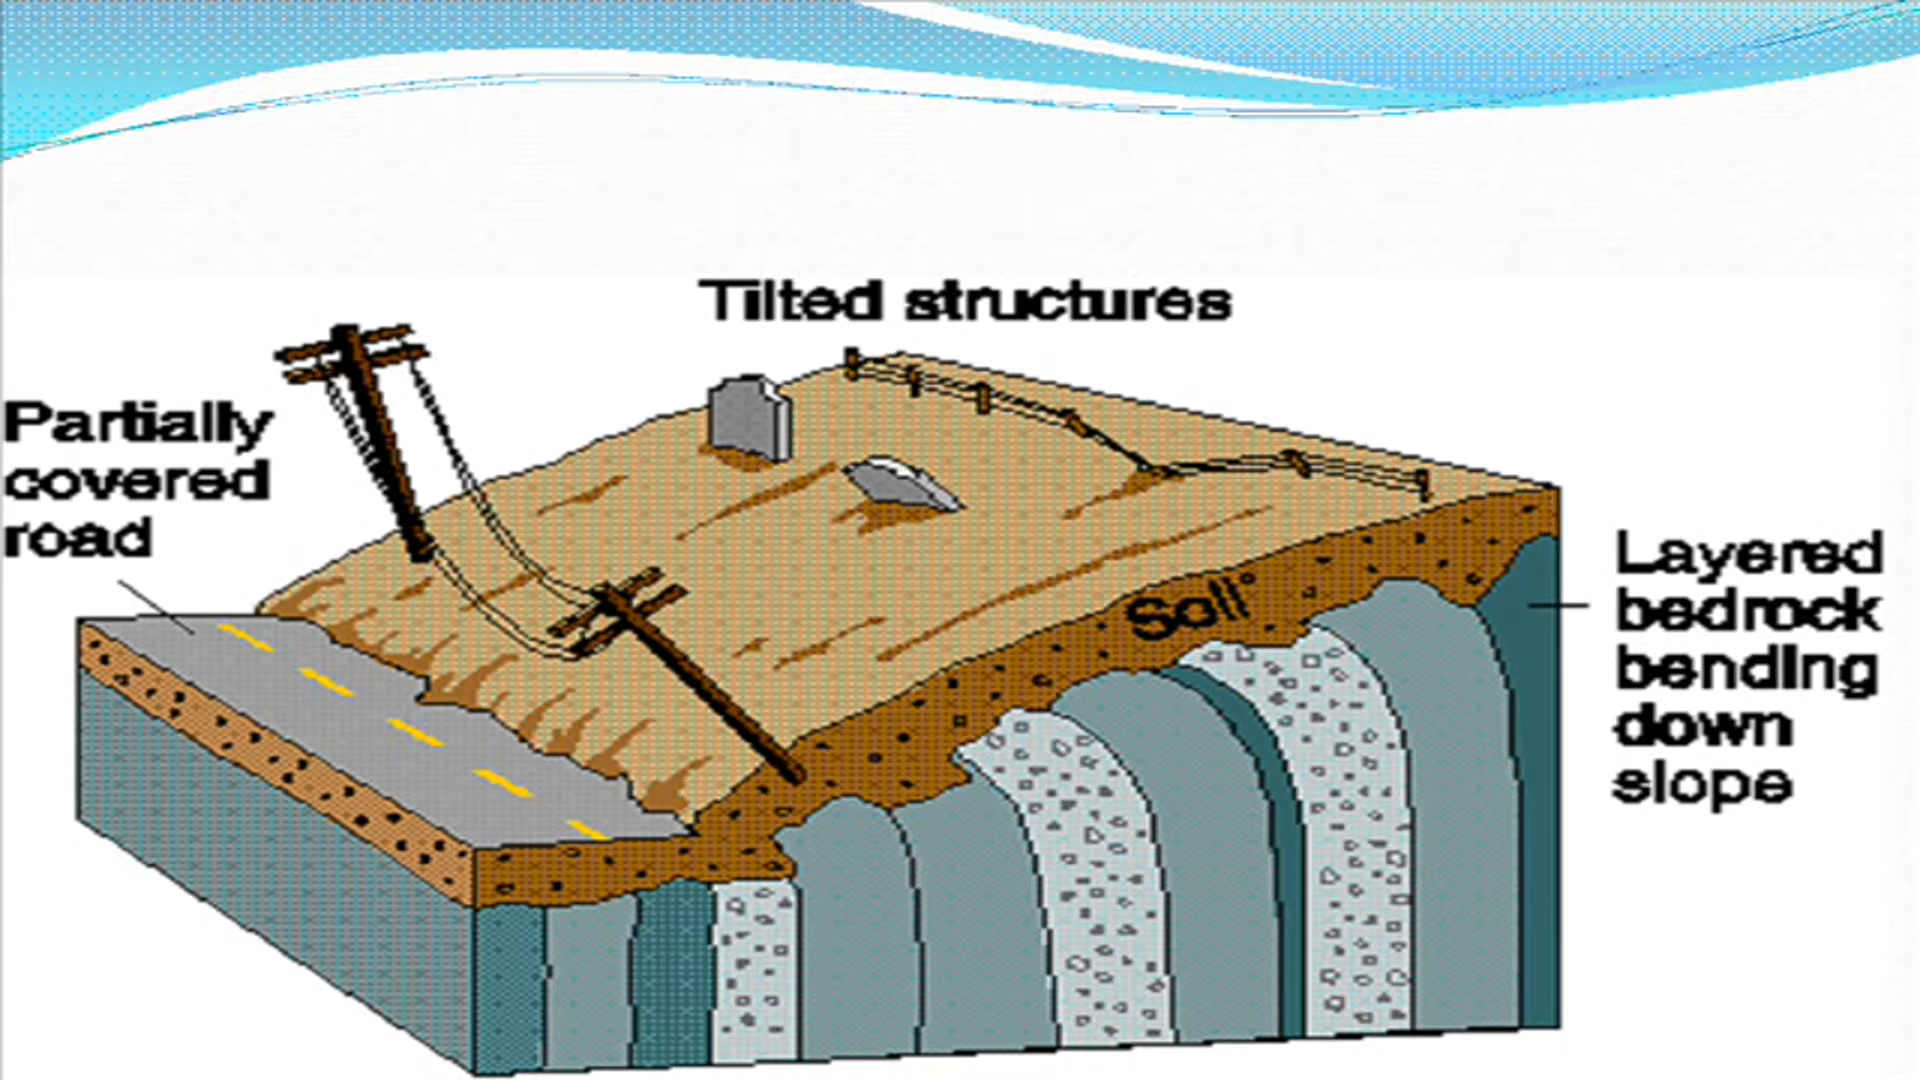 Tilted structures
Partially
covered
road
Soil
Layered
bedrock
bending
down
slope